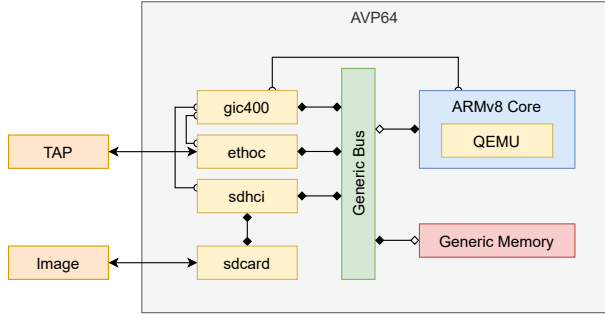 AVP64
gic400
ARMv8 Core
TAP
ethoc
QEMU
Generic Bus
sdhci
Image
sdcard
Generic Memory